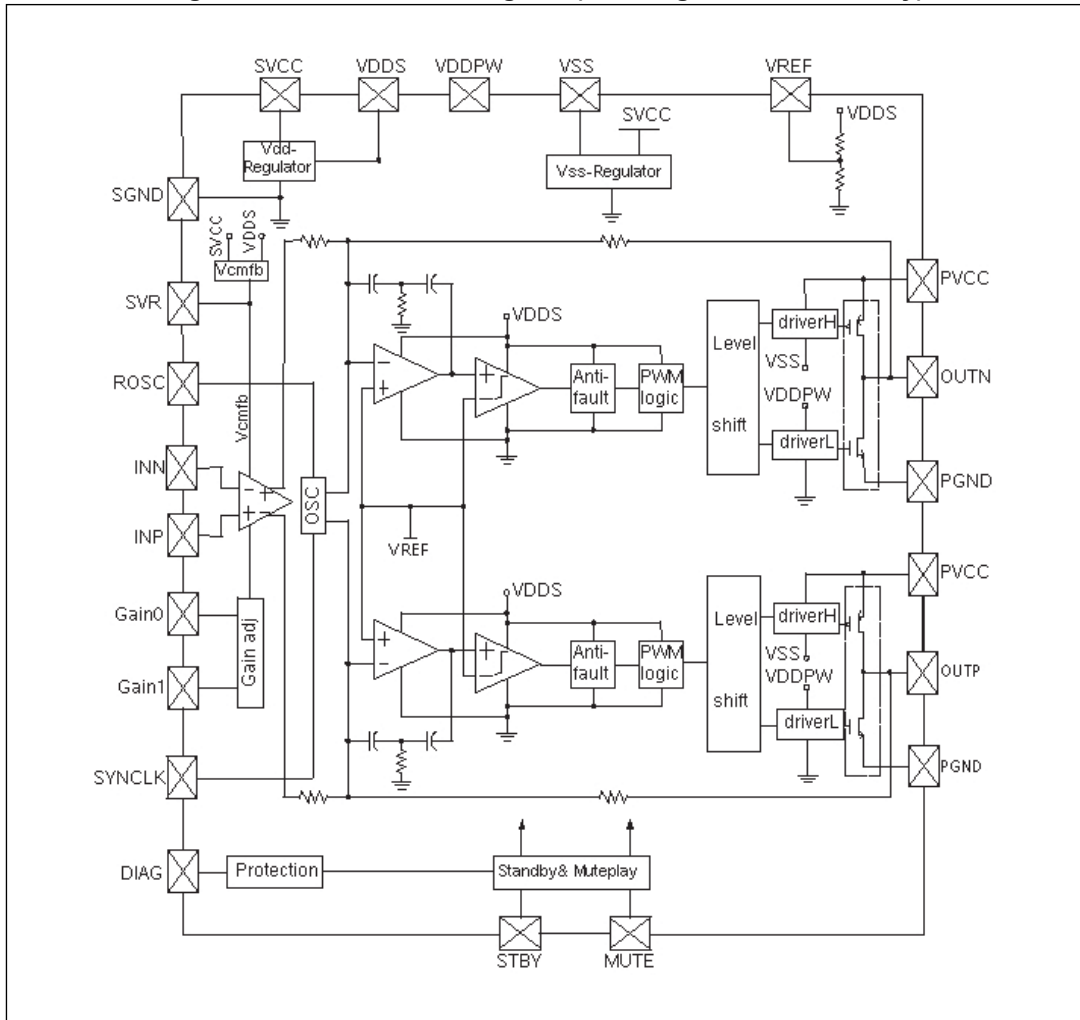 SVCC VDDS VDDPW VSS VREF
SVCC
VDDS
Vdd-
Regulator
Vss-Regulator
SGND
SVCC
VDDS
Vcmfb
SVR
PVCC
VDDS
driverH
Level
shift
ROSC
VSS
OUTN
Anti-
fault
PWM
logic
VDDPW
Vcmfb
driverL
INN
PGND
OSC
INP
VREF
PVCC
VDDS
Gain0
Gain adj
driverH
Level
shift
VSS
Anti-
fault
PWM
logic
OUTP
VDDPW
Gain1
driverL
SYNCLK
PGND
DIAG
Protection
Standby& Muteplay
STBY MUTE